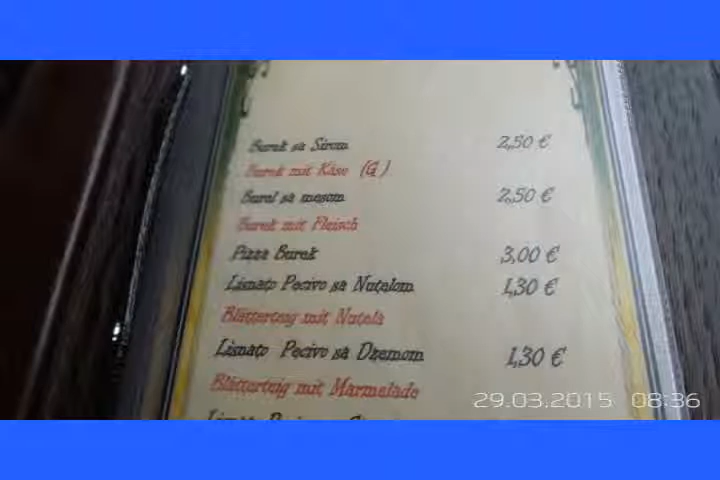 Burek sa Sirom 2,50 €
Burek mit Käse (G)
Burel sa mesom 2,50 €
Burek mit Fleisch
Pizza Burek 3,00 €
Lisnato Pecivo sa Nutelom 1,30 €
Blätterteig mit Nutela
Lisnato Pecivo sa Dzemom 1,30 €
Blätterteig mit Marmelade
29.03.2015 08:36